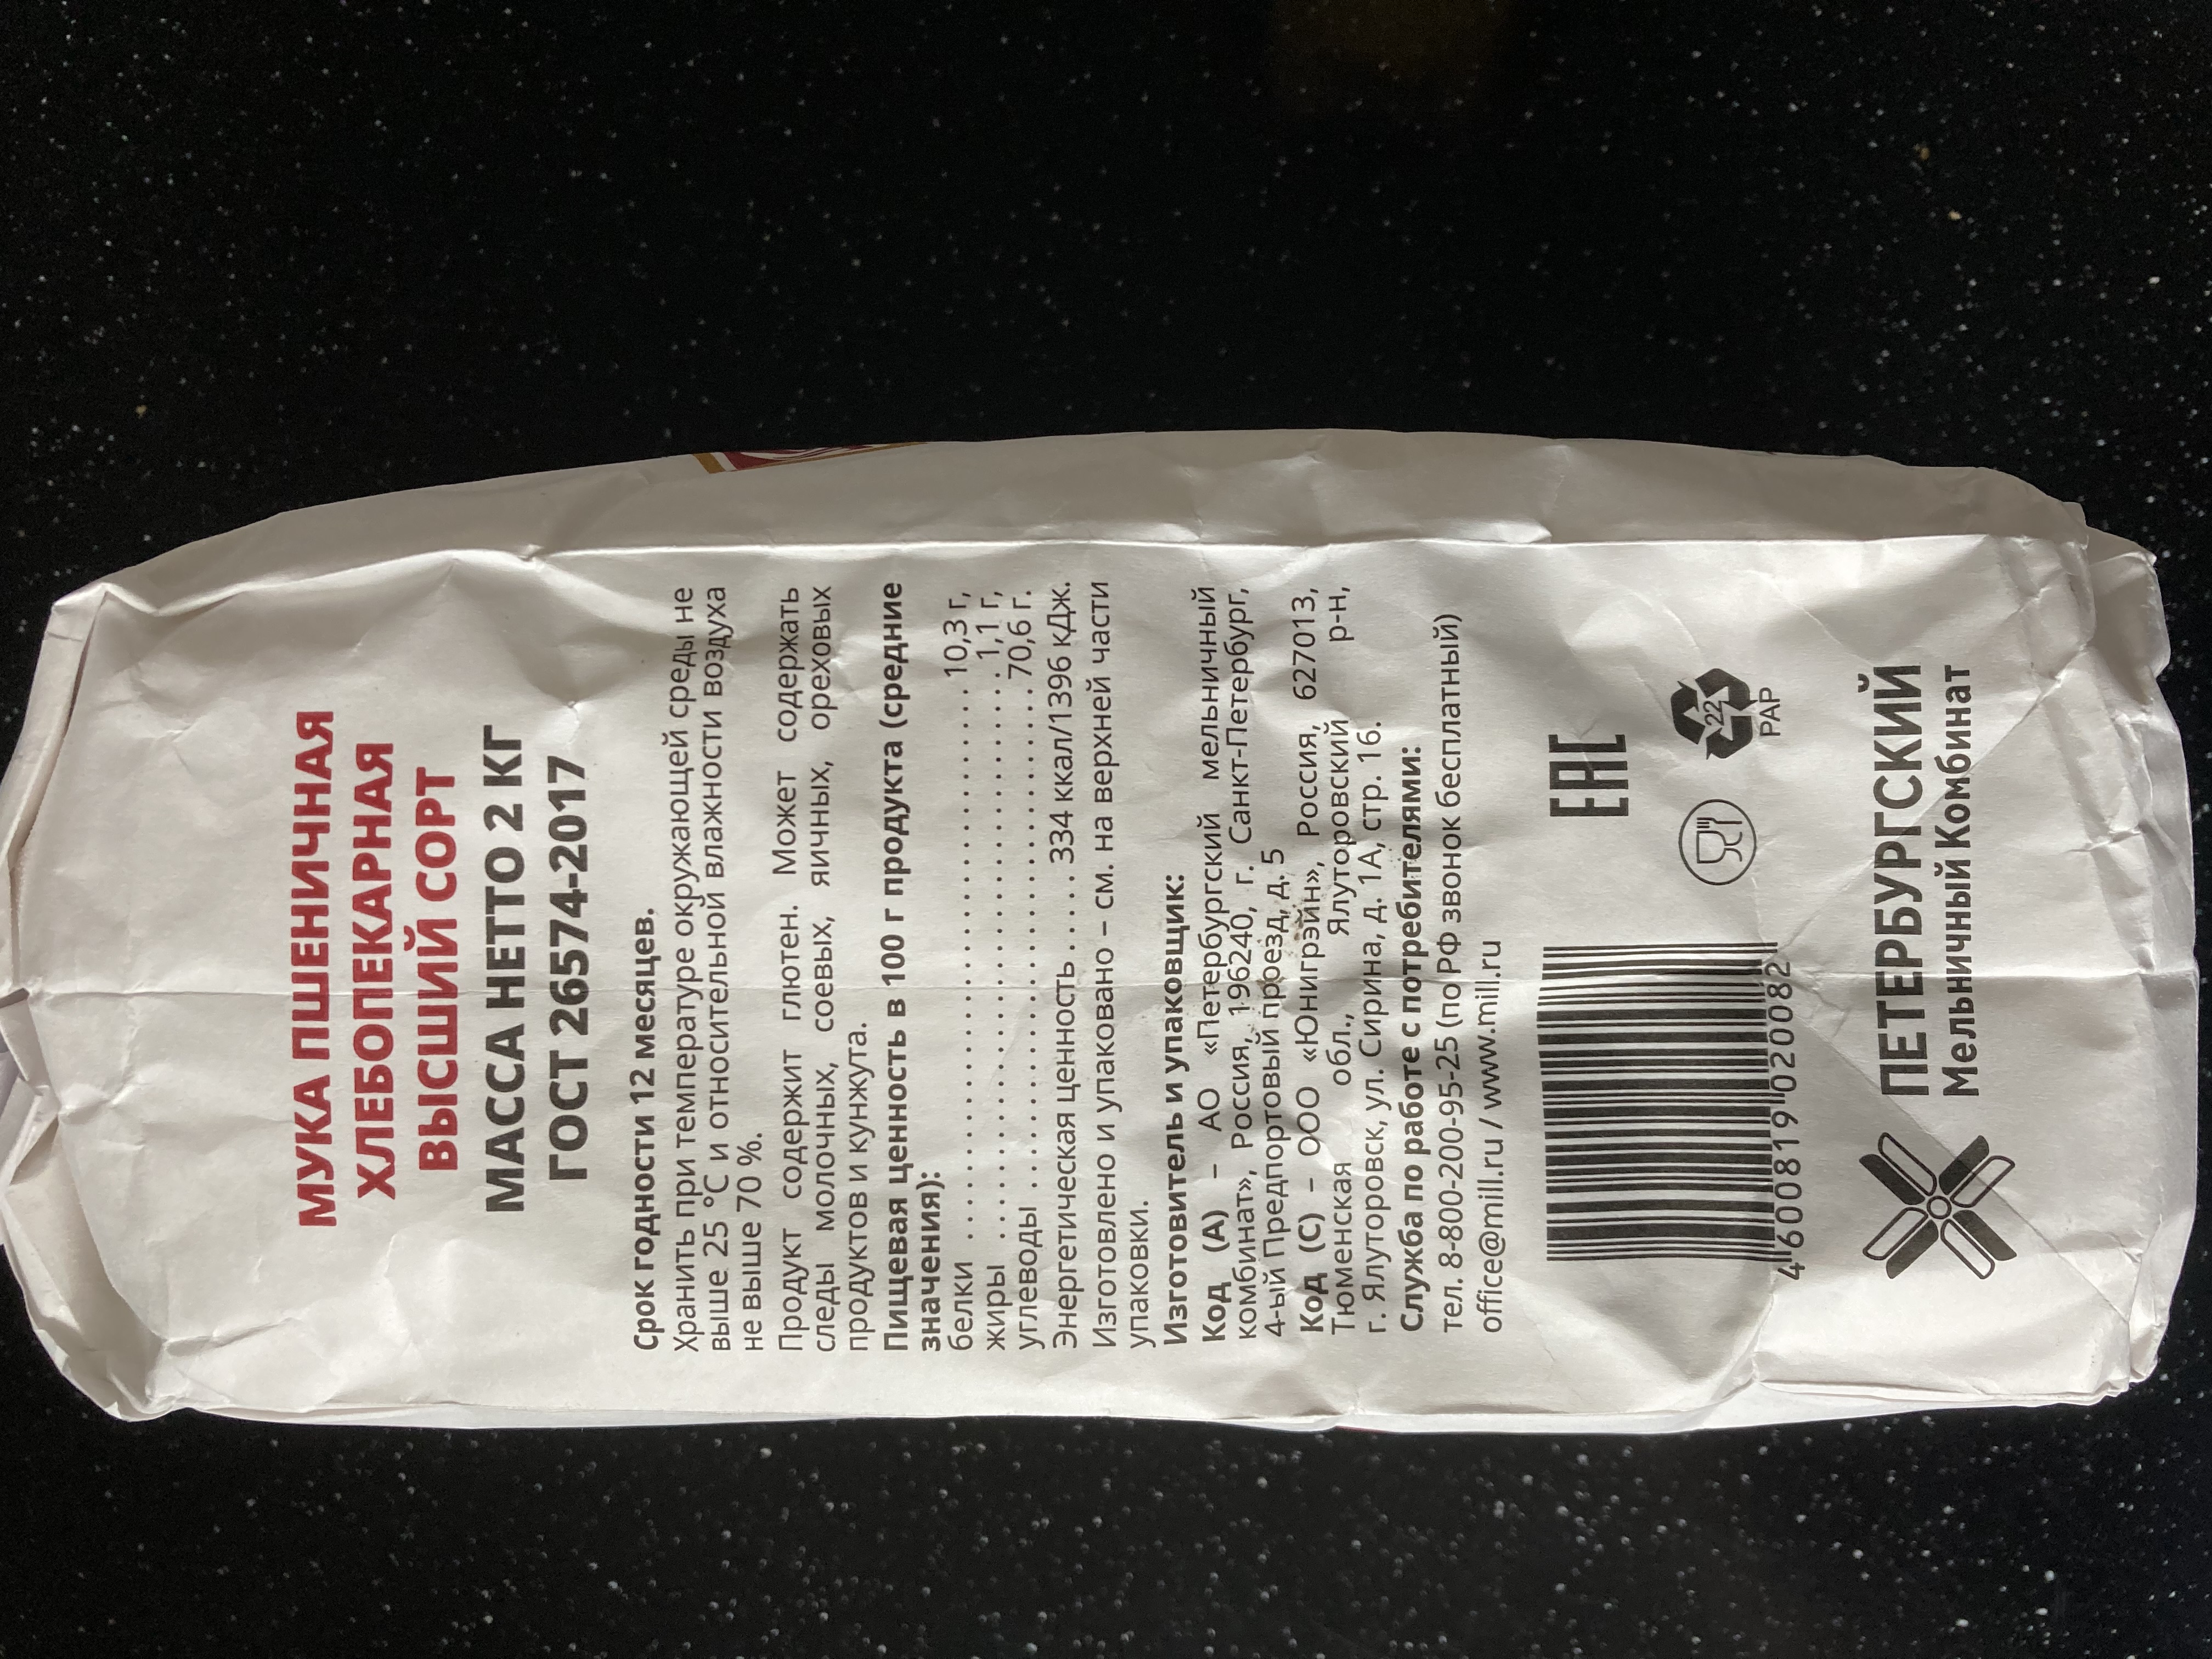 МУКА ПШЕНИЧНАЯ
ХЛЕБОПЕКАРНАЯ
ВЫСШИЙ СОРТ
МАССА НЕТТО 2 КГ
ГОСТ 26574-2017
Срок годности 12 месяцев.
Хранить при температуре окружающей среды не
выше 25 °С и относительной влажности воздуха
не выше 70 %.
Продукт содержит глютен. Может содержать
следы молочных, соевых, яичных, ореховых
продуктов и кунжута.
Пищевая ценность в 100 г продукта (средние
значения):
белки . . . . . . . . . . . . . . . . . . . . . . . . . . . . . 10,3 г,
жиры . . . . . . . . . . . . . . . . . . . . . . . . . . . . . . 1,1 г,
углеводы . . . . . . . . . . . . . . . . . . . . . . . . . . 70,6 г.
Энергетическая ценность . . . . . 334 ккал/1396 кДж.
Изготовлено и упаковано – см. на верхней части
упаковки.
Изготовитель и упаковщик:
Код (А) – АО «Петербургский мельничный
комбинат», Россия, 196240, г. Санкт-Петербург,
4-ый Предпортовый проезд, д. 5
Код (С) – ООО «Юнигрэйн», Россия, 627013,
Тюменская обл., Ялуторовский р-н,
г. Ялуторовск, ул. Сирина, д. 1А, стр. 16.
Служба по работе с потребителями:
тел. 8-800-200-95-25 (по РФ звонок бесплатный)
office@mill.ru / www.mill.ru
ЕАС
22
PAP
4 600819 020082
ПЕТЕРБУРГСКИЙ
Мельничный Комбинат